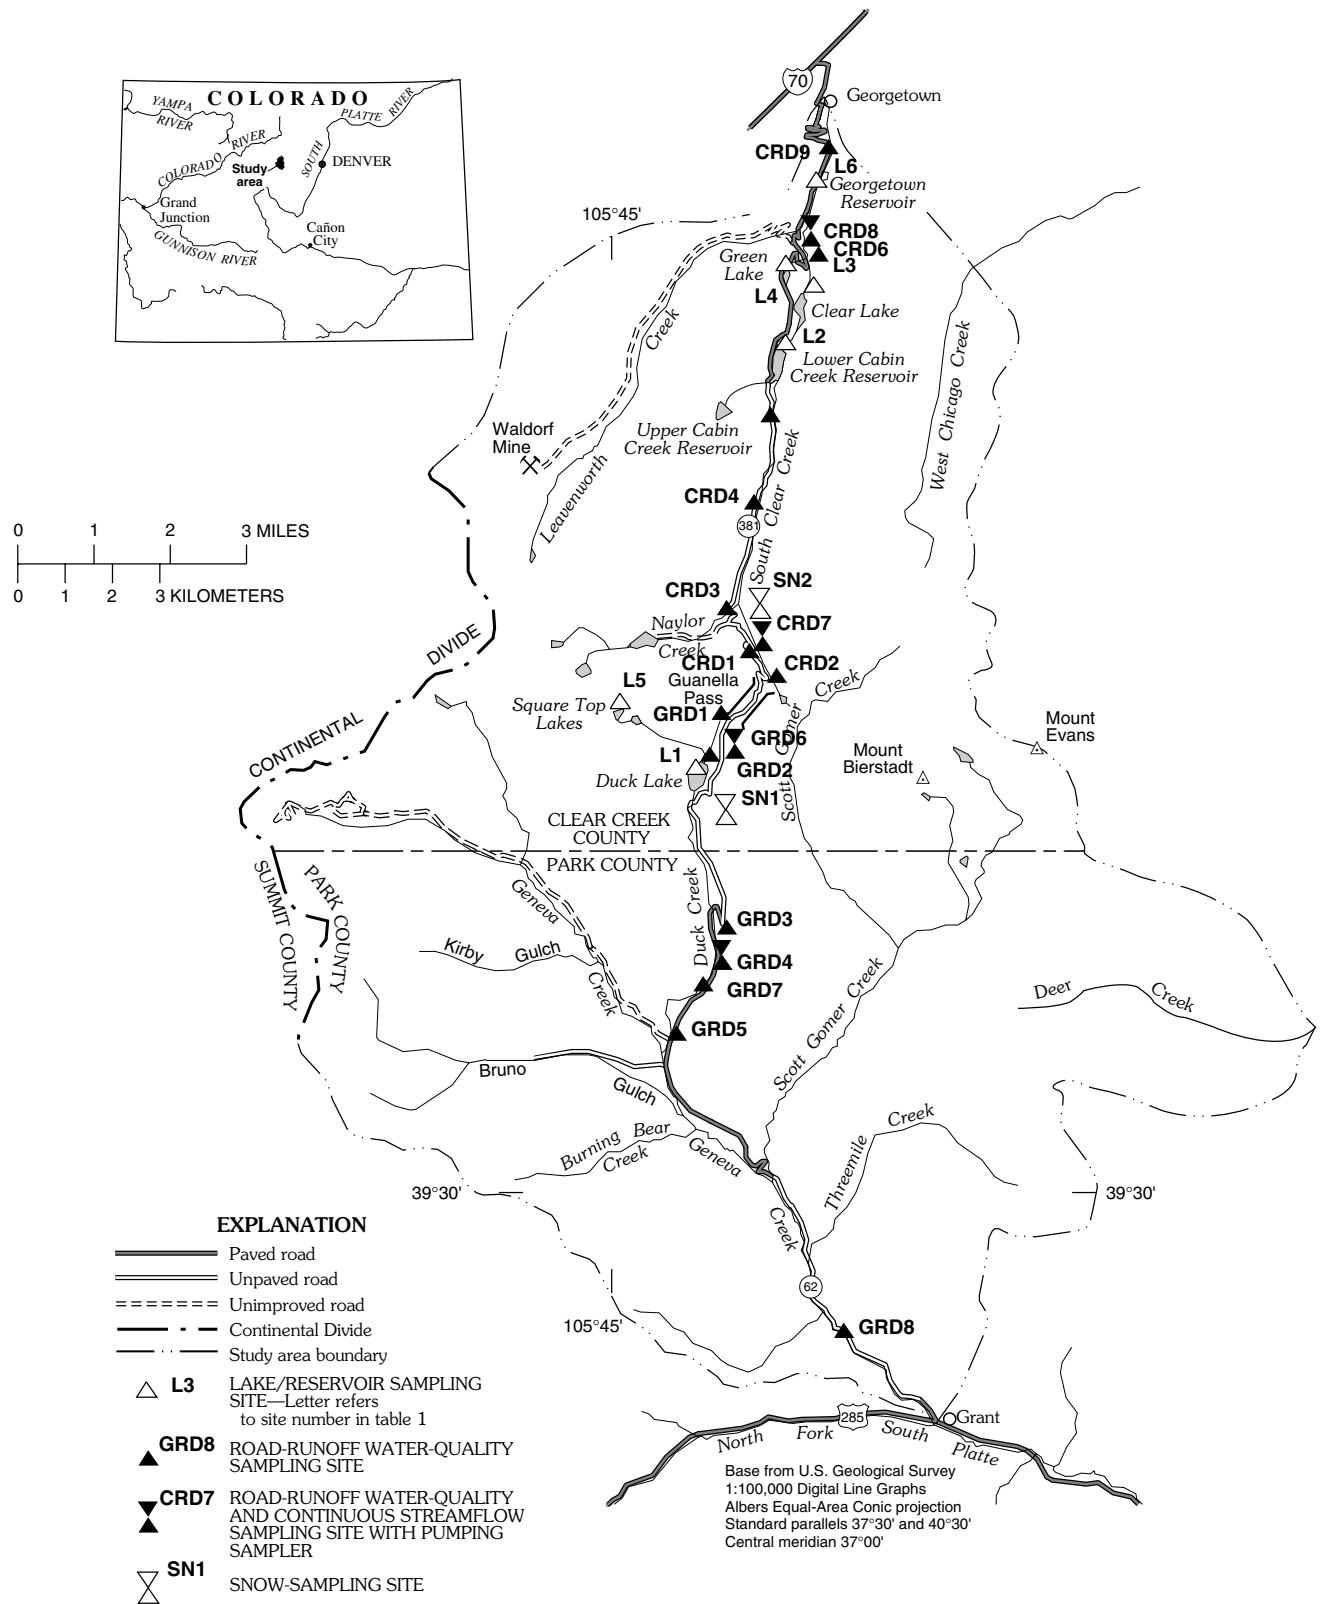 COLORADO
YAMPA
RIVER
PLATTE
RIVER
COLORADO
RIVER
SOUTH
Study
area
DENVER
Grand
Junction
Cañon
City
GUNNISON RIVER
70
Georgetown
CRD9
L6
Georgetown
Reservoir
105°45'
CRD8
CRD6
L3
Green
Lake
L4
Clear Lake
L2
Lower Cabin
Creek Reservoir
Creek
West Chicago Creek
Upper Cabin
Creek Reservoir
Waldorf
Mine
Leavenworth
South Clear Creek
CRD4
381
0 1 2 3 MILES
0 1 2 3 KILOMETERS
SN2
CRD3
CRD7
Naylor
Creek
CRD1
CRD2
Guanella
Pass
L5
Square Top
Lakes
GRD1
Scott Gomer Creek
GRD6
GRD2
L1
Duck Lake
SN1
Mount
Evans
Mount
Bierstadt
CONTINENTAL DIVIDE
CLEAR CREEK
COUNTY
PARK COUNTY
SUMMIT COUNTY
PARK COUNTY
Geneva
Creek
Kirby Gulch
Duck Creek
GRD3
GRD4
GRD7
GRD5
Scott Gomer Creek
Deer Creek
Bruno
Gulch
Burning Bear
Creek
Geneva
Creek
Threemile
Creek
39°30'
39°30'
62
105°45'
GRD8
285
Grant
North Fork South Platte
Base from U.S. Geological Survey
1:100,000 Digital Line Graphs
Albers Equal-Area Conic projection
Standard parallels 37°30' and 40°30'
Central meridian 37°00'
EXPLANATION
Paved road
Unpaved road
Unimproved road
Continental Divide
Study area boundary
L3 LAKE/RESERVOIR SAMPLING
SITE—Letter refers
to site number in table 1
GRD8 ROAD-RUNOFF WATER-QUALITY
SAMPLING SITE
CRD7 ROAD-RUNOFF WATER-QUALITY
AND CONTINUOUS STREAMFLOW
SAMPLING SITE WITH PUMPING
SAMPLER
SN1
SNOW-SAMPLING SITE